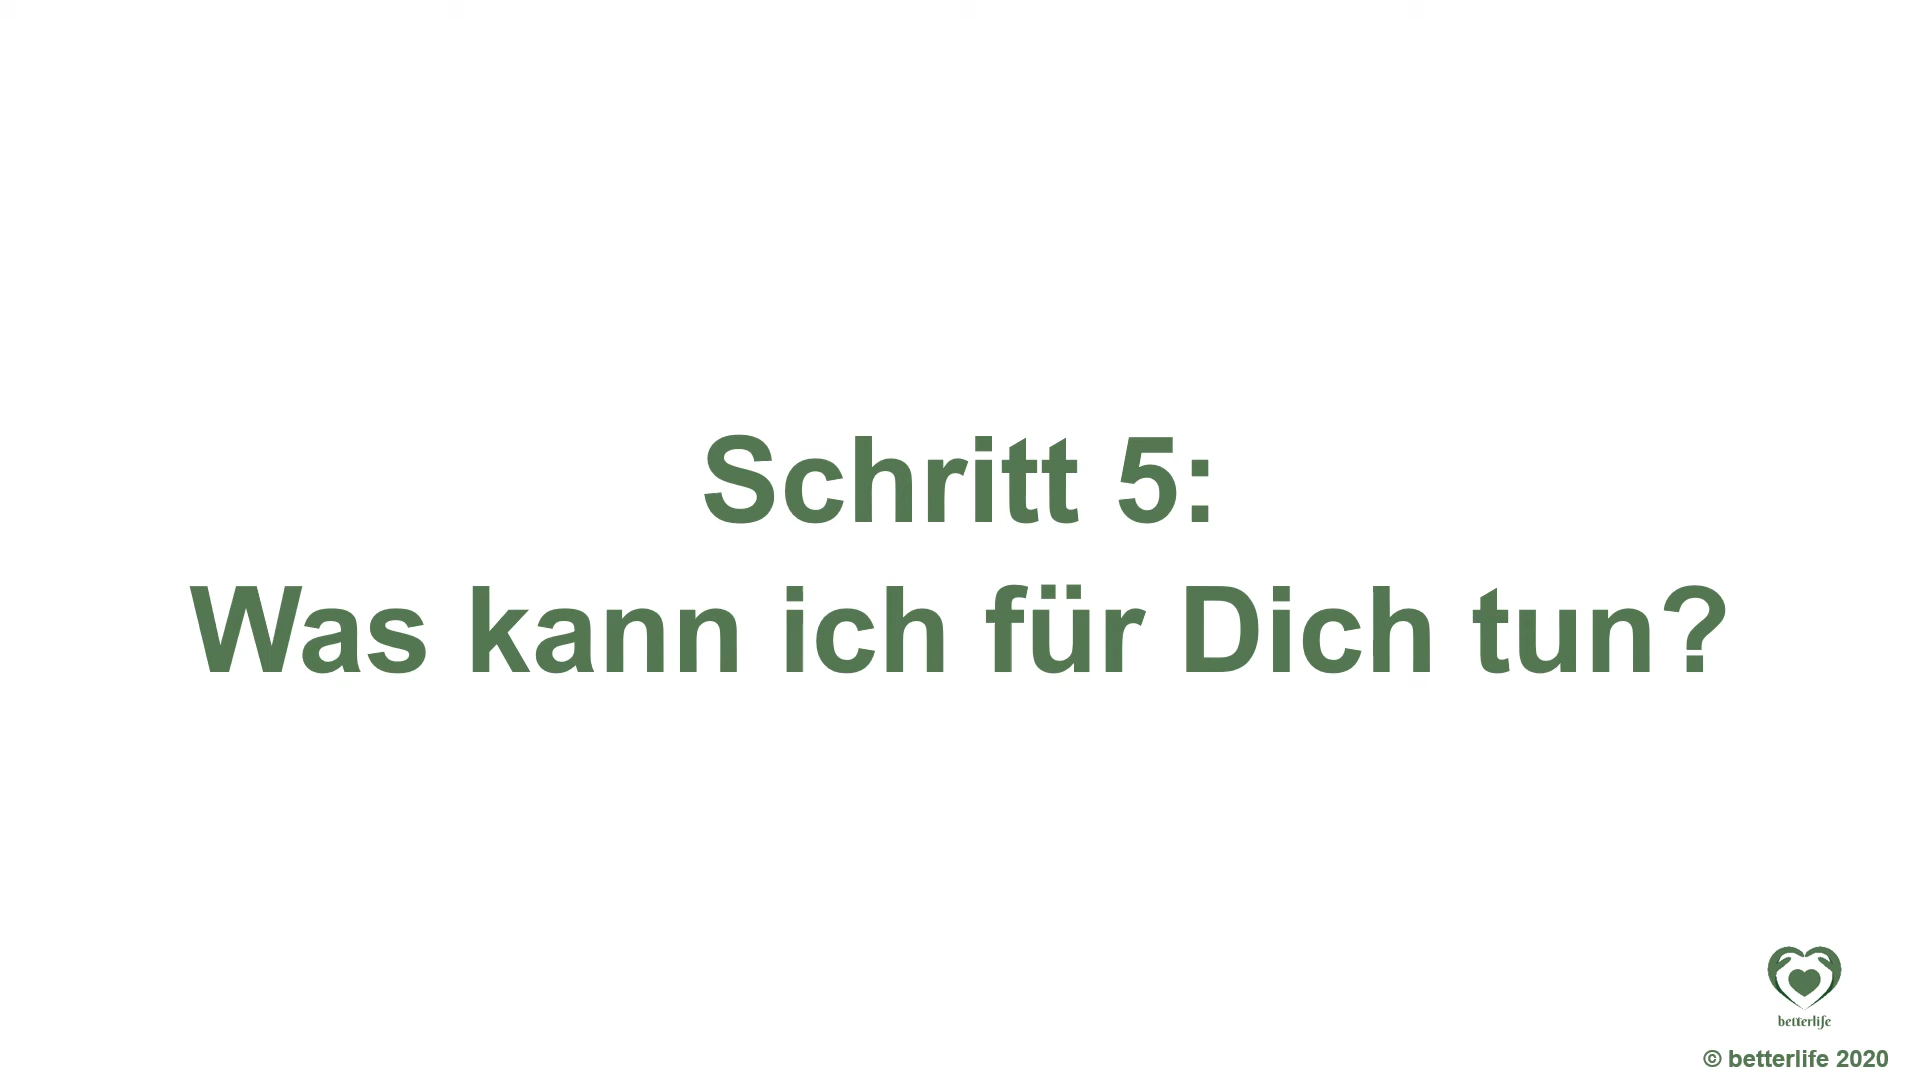 Schritt 5:
Was kann ich für Dich tun?
betterlife
© betterlife 2020